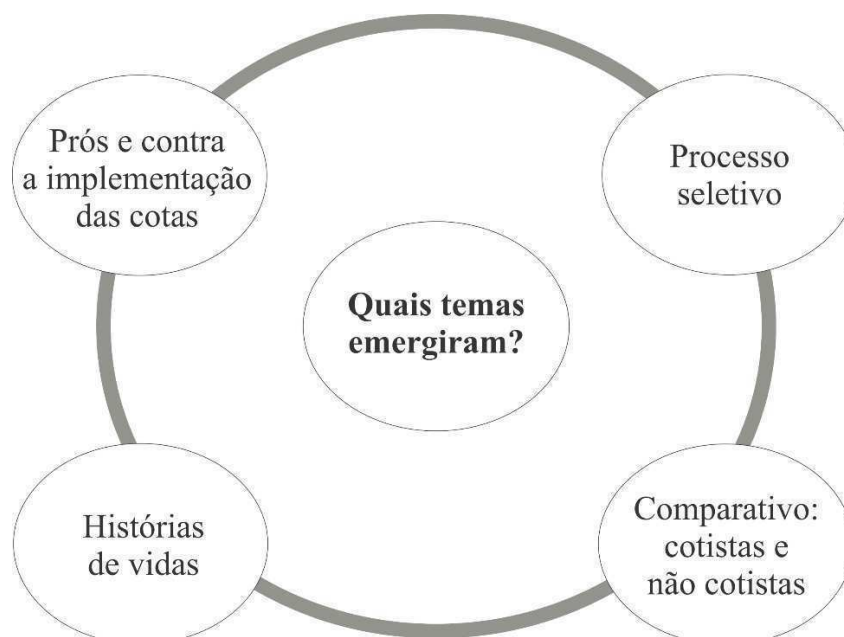 Prós e contra
a implementação
das cotas
Processo
seletivo
Quais temas
emergiram?
Histórias
de vidas
Comparativo:
cotistas e
não cotistas